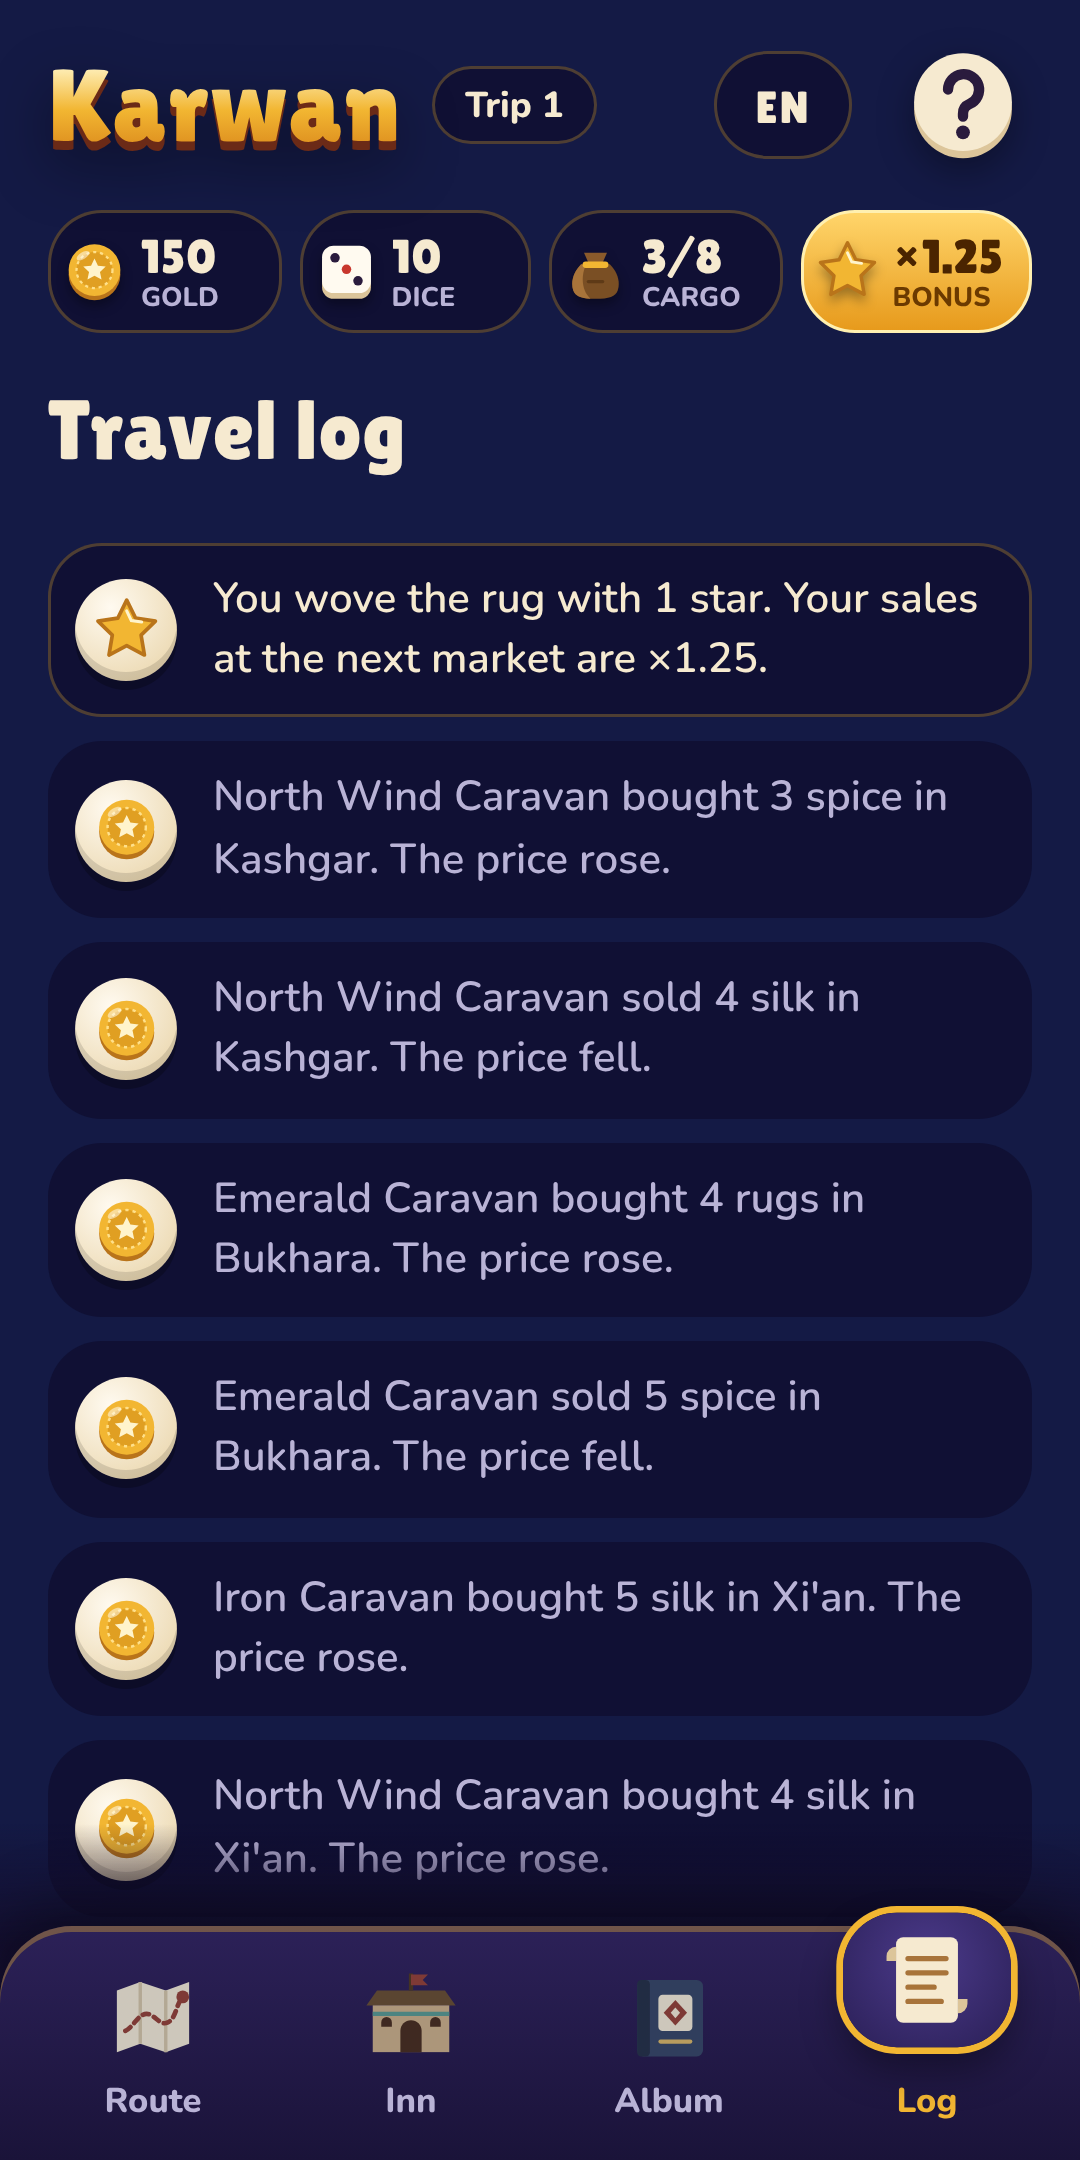 Karwan
Trip 1
EN
?
150
GOLD
10
DICE
3/8
CARGO
×1.25
BONUS
Travel log
You wove the rug with 1 star. Your sales
at the next market are ×1.25.
North Wind Caravan bought 3 spice in
Kashgar. The price rose.
North Wind Caravan sold 4 silk in
Kashgar. The price fell.
Emerald Caravan bought 4 rugs in
Bukhara. The price rose.
Emerald Caravan sold 5 spice in
Bukhara. The price fell.
Iron Caravan bought 5 silk in Xi'an. The
price rose.
North Wind Caravan bought 4 silk in
Xi'an. The price rose.
Route
Inn
Album
Log